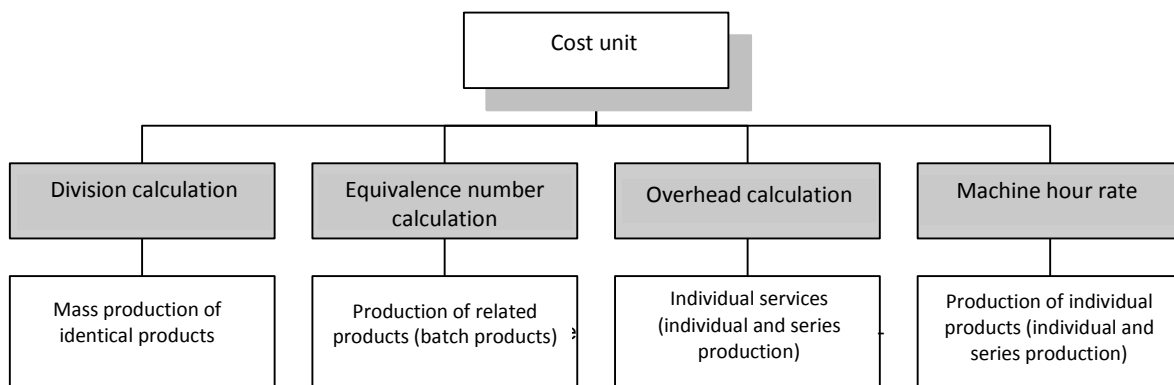 Cost unit
Division calculation
Equivalence number
calculation
Overhead calculation
Machine hour rate
Mass production of
identical products
Production of related
products (batch products)
Individual services
(individual and series
production)
Production of individual
products (individual and
series production)